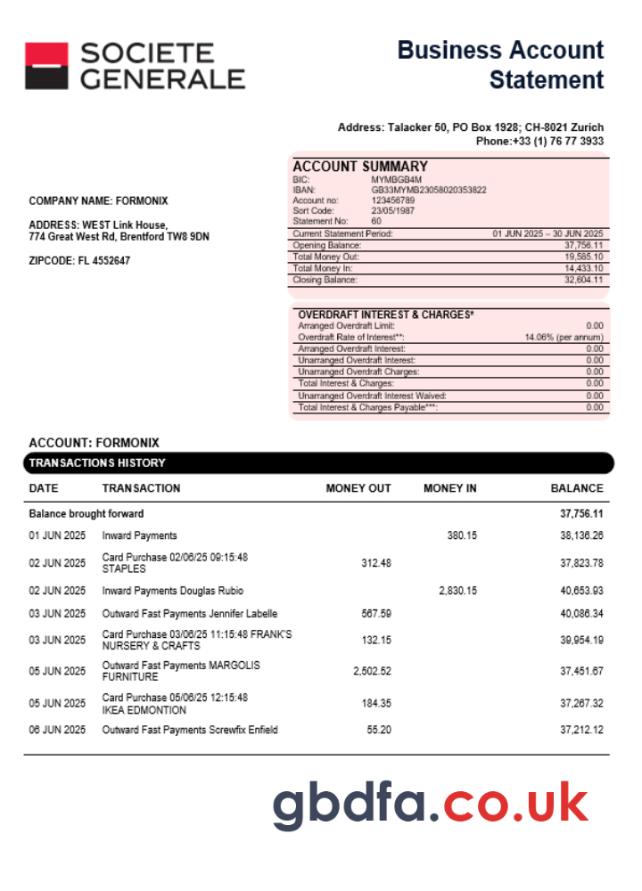 SOCIETE
GENERALE
Business Account
Statement
Address: Talacker 50, PO Box 1928; CH-8021 Zurich
Phone:+33 (1) 76 77 3933
COMPANY NAME: FORMONIX
ADDRESS: WEST Link House,
774 Great West Rd, Brentford TW8 9DN
ZIPCODE: FL 4552647
ACCOUNT SUMMARY
BIC: MYMBGB4M
IBAN: GB33MYMB23058020353822
Account no: 123456789
Sort Code: 23/05/1987
Statement No: 60
Current Statement Period: 01 JUN 2025 – 30 JUN 2025
Opening Balance: 37,756.11
Total Money Out: 19,585.10
Total Money In: 14,433.10
Closing Balance: 32,604.11
OVERDRAFT INTEREST & CHARGES*
Arranged Overdraft Limit: 0.00
Overdraft Rate of Interest**: 14.06% (per annum)
Arranged Overdraft Interest: 0.00
Unarranged Overdraft Interest: 0.00
Unarranged Overdraft Charges: 0.00
Total Interest & Charges: 0.00
Unarranged Overdraft Interest Waived: 0.00
Total Interest & Charges Payable***: 0.00
ACCOUNT: FORMONIX
TRANSACTIONS HISTORY
DATE TRANSACTION MONEY OUT MONEY IN BALANCE
Balance brought forward 37,756.11
01 JUN 2025 Inward Payments 380.15 38,136.26
02 JUN 2025 Card Purchase 02/06/25 09:15:48 312.48 37,823.78
STAPLES
02 JUN 2025 Inward Payments Douglas Rubio 2,830.15 40,653.93
03 JUN 2025 Outward Fast Payments Jennifer Labelle 567.59 40,086.34
03 JUN 2025 Card Purchase 03/06/25 11:15:48 FRANK'S 132.15 39,954.19
NURSERY & CRAFTS
05 JUN 2025 Outward Fast Payments MARGOLIS 2,502.52 37,451.67
FURNITURE
05 JUN 2025 Card Purchase 05/06/25 12:15:48 184.35 37,267.32
IKEA EDMONTION
06 JUN 2025 Outward Fast Payments Screwfix Enfield 55.20 37,212.12
gbdfa.co.uk